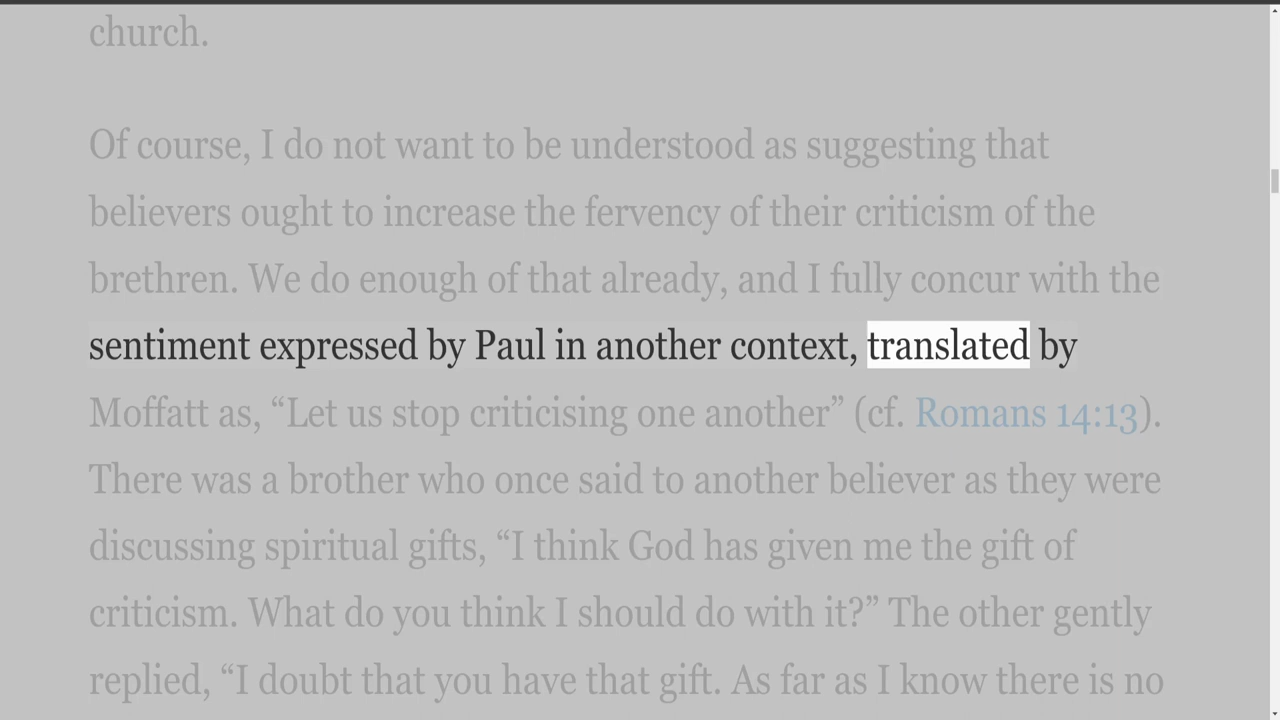 church.
Of course, I do not want to be understood as suggesting that
believers ought to increase the fervency of their criticism of the
brethren. We do enough of that already, and I fully concur with the
sentiment expressed by Paul in another context, translated by
Moffatt as, “Let us stop criticising one another” (cf. Romans 14:13).
There was a brother who once said to another believer as they were
discussing spiritual gifts, “I think God has given me the gift of
criticism. What do you think I should do with it?” The other gently
replied, “I doubt that you have that gift. As far as I know there is no